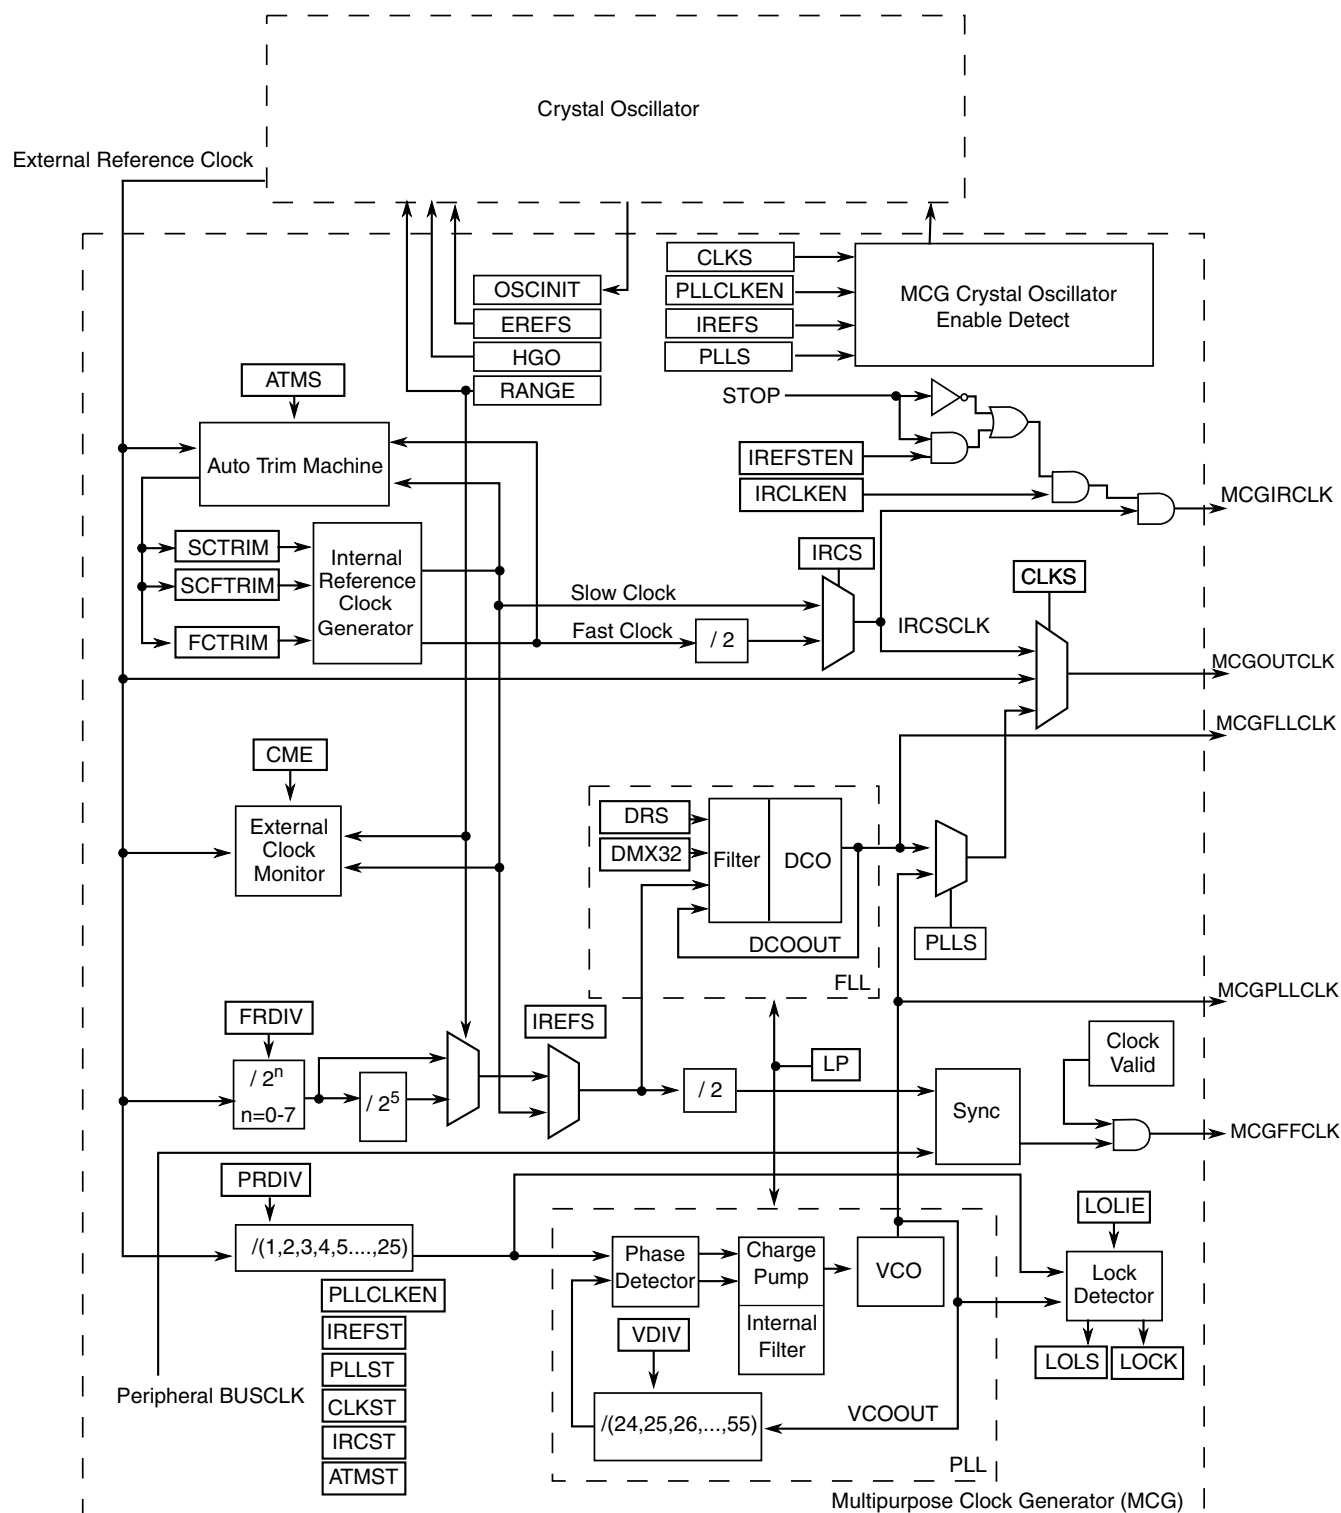 Crystal Oscillator
External Reference Clock
CLKS
OSCINIT
PLLCLKEN
MCG Crystal Oscillator
Enable Detect
EREFS
IREFS
HGO
PLLS
RANGE
ATMS
STOP
Auto Trim Machine
IREFSTEN
IRCLKEN
MCGIRCLK
SCTRIM
SCFTRIM
FCTRIM
Internal
Reference
Clock
Generator
IRCS
CLKS
Slow Clock
Fast Clock
/ 2
IRCSCLK
MCGOUTCLK
MCGFLLCLK
CME
External
Clock
Monitor
DRS
DMX32
Filter
DCO
DCOOUT
PLLS
FLL
MCGPLLCLK
FRDIV
IREFS
Clock
Valid
LP
/ 2n
n=0-7
/ 25
/ 2
Sync
MCGFFCLK
PRDIV
LOLIE
/(1,2,3,4,5....,25)
Phase
Detector
Charge
Pump
Internal
Filter
VCO
Lock
Detector
PLLCLKEN
IREFST
PLLST
CLKST
IRCST
ATMST
VDIV
LOLS
LOCK
Peripheral BUSCLK
/(24,25,26,...,55)
VCOOUT
PLL
Multipurpose Clock Generator (MCG)